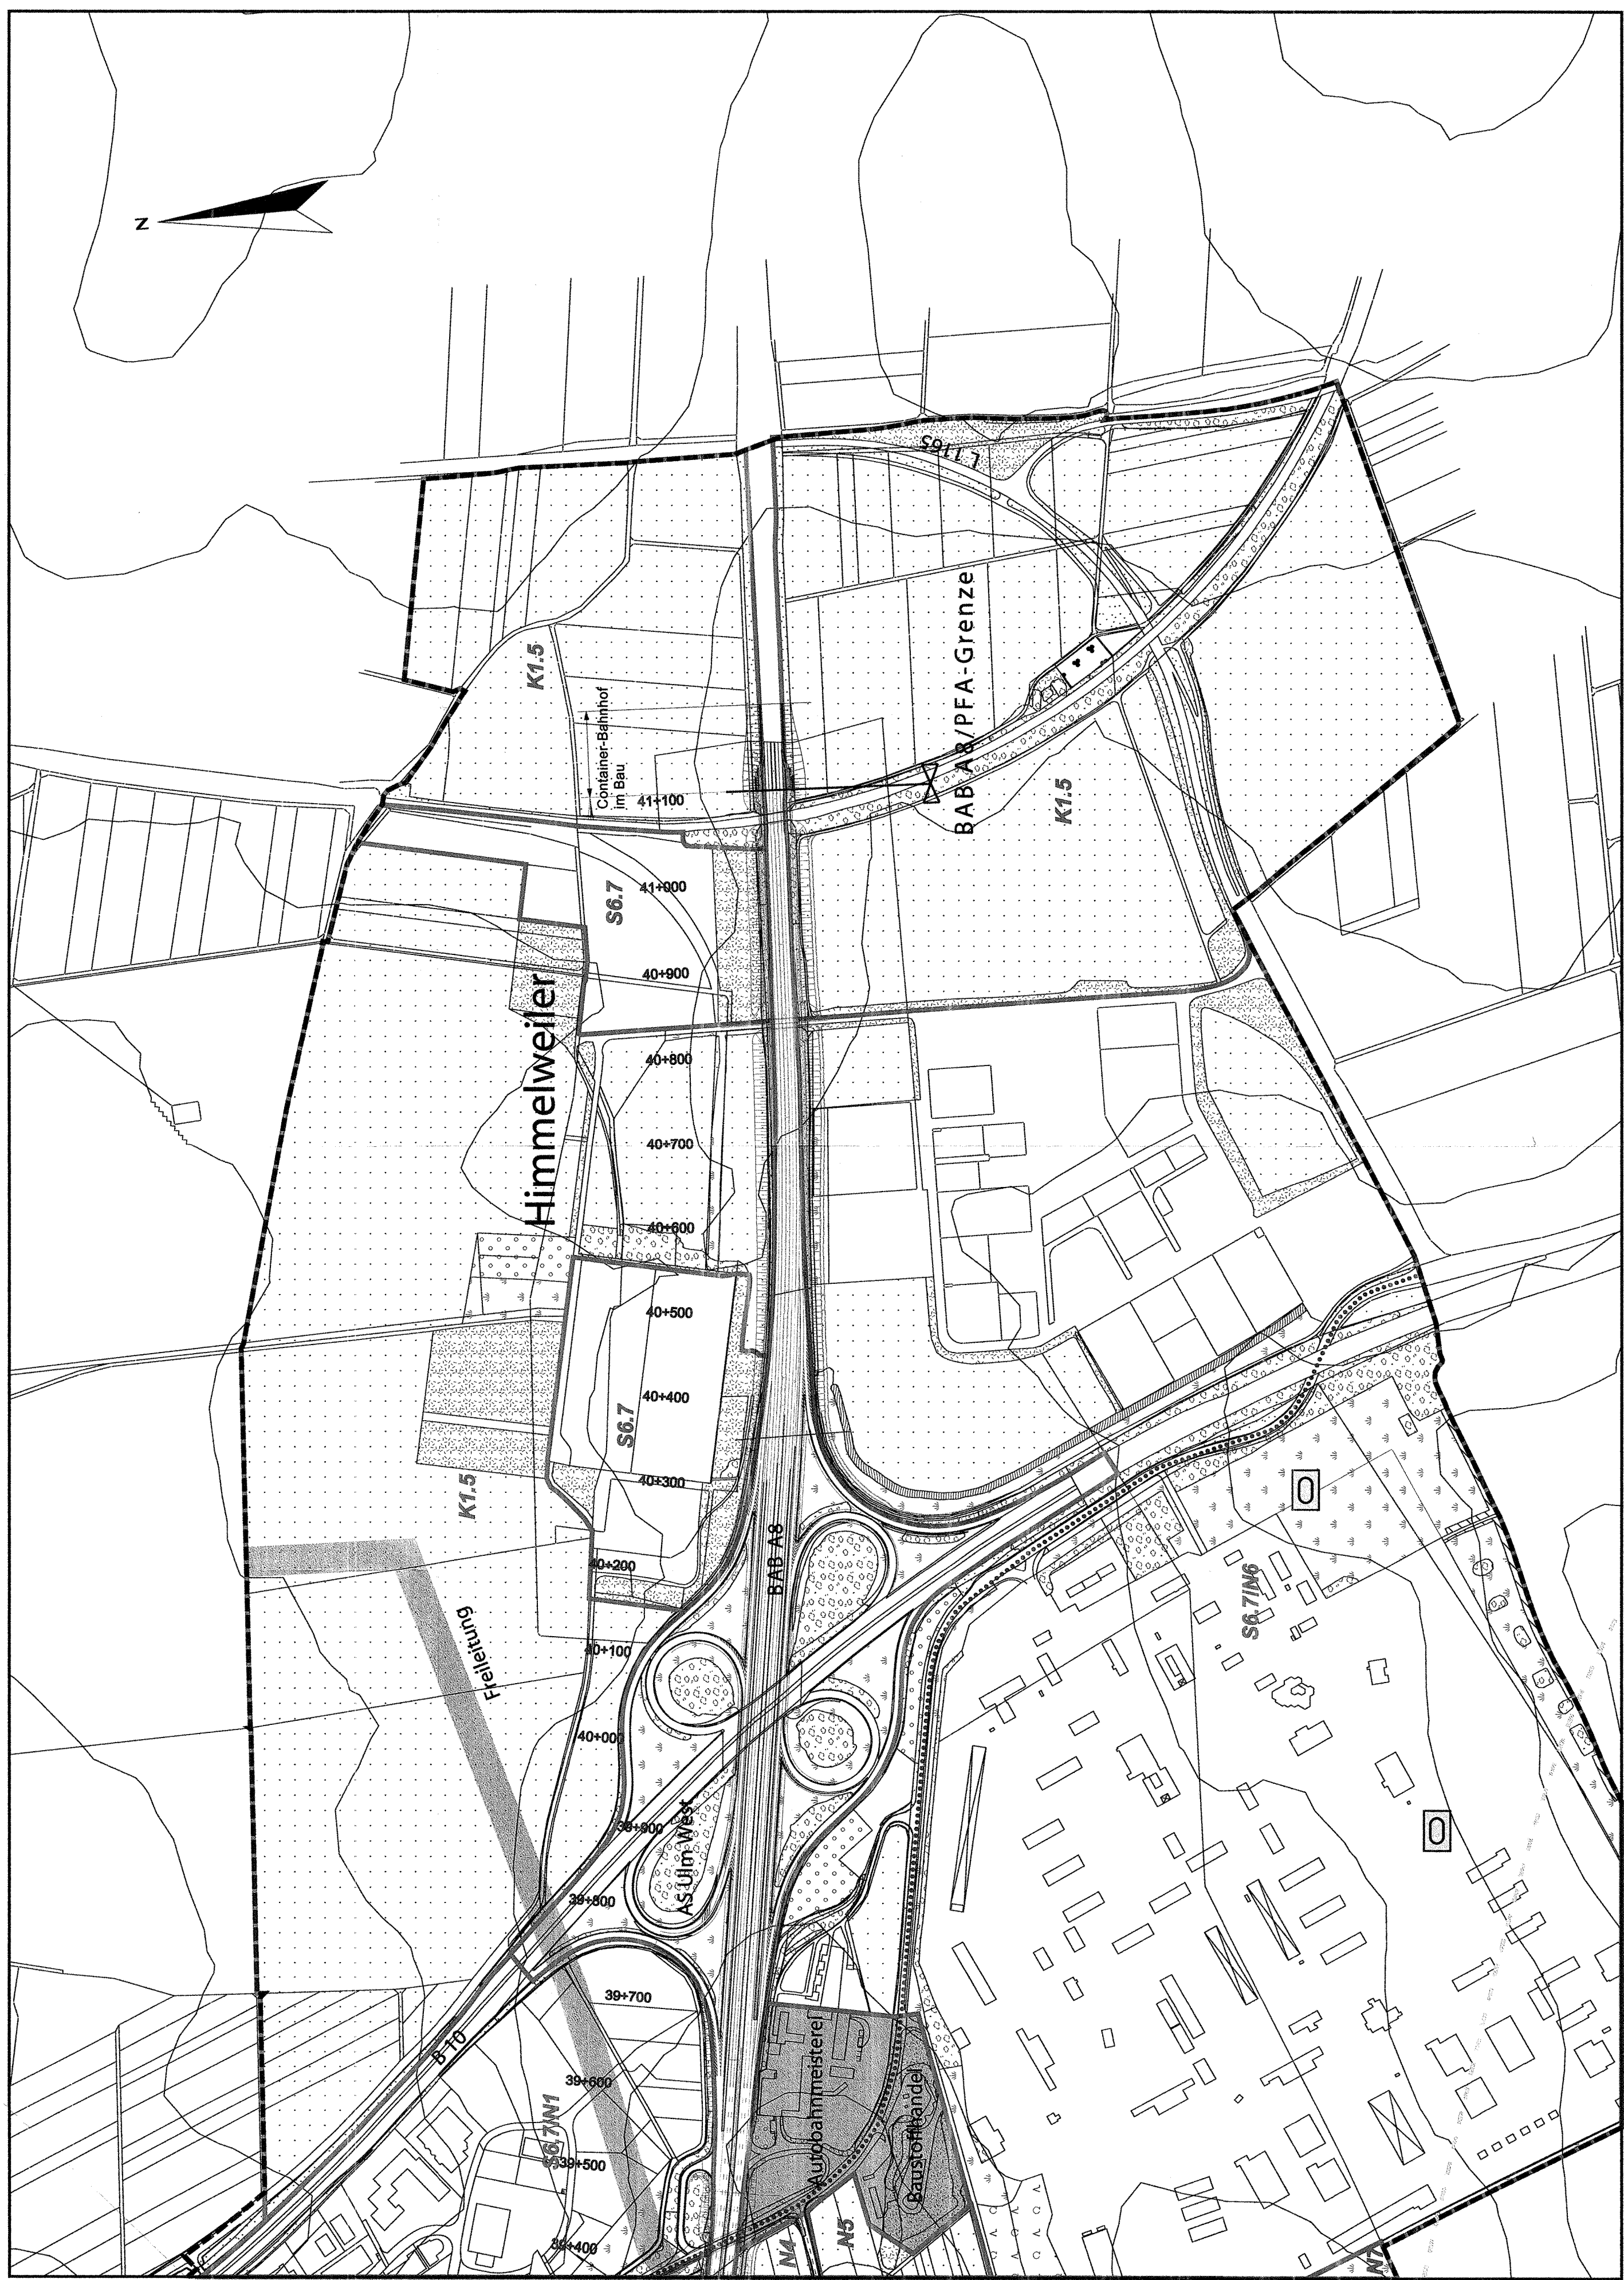 N
L 1165
K1.5
BAB A8/PFA-Grenze
Container-Bahnhof
im Bau
41+100
K1.5
S6.7
41+000
40+900
Himmelweiler
40+800
40+700
40+600
40+500
40+400
S6.7
40+300
K1.5
BAB A8
40+200
0
S6.7/N6
Freileitung
40+100
40+000
39+900
As Ulm-West
0
39+800
39+700
B 10
Autobahnmeisterei
39+600
Baustoffhandel
S6.7/N1
39+500
39+400
N4
N5
N7